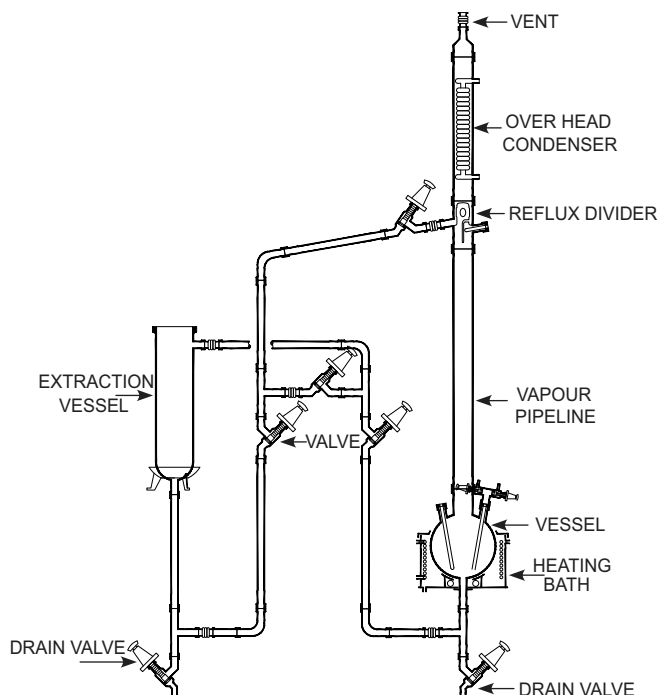 VENT
OVER HEAD
CONDENSER
REFLUX DIVIDER
EXTRACTION
VESSEL
VAPOUR
PIPELINE
VALVE
VESSEL
HEATING
BATH
DRAIN VALVE
DRAIN VALVE